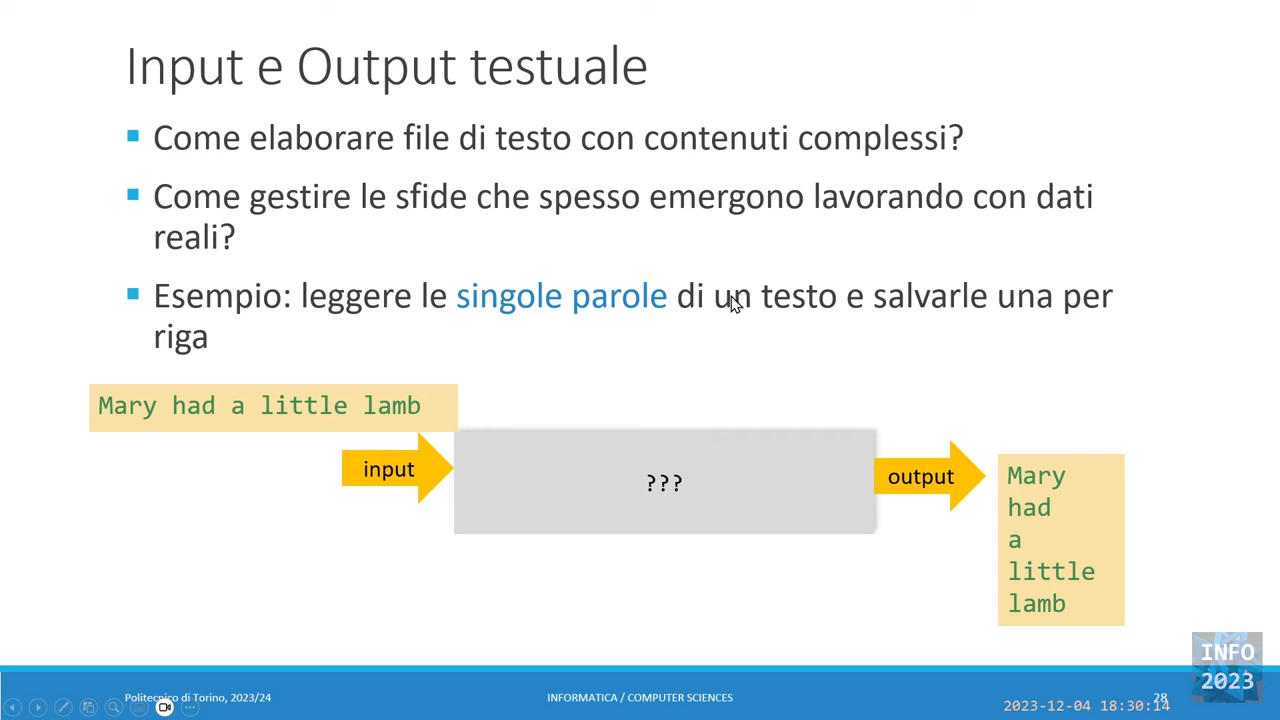 Input e Output testuale
Come elaborare file di testo con contenuti complessi?
Come gestire le sfide che spesso emergono lavorando con dati
reali?
Esempio: leggere le singole parole di un testo e salvarle una per
riga
Mary had a little lamb
input
???
output
Mary
had
a
little
lamb
INFO
2023
Politecnico di Torino, 2023/24
INFORMATICA / COMPUTER SCIENCES
28
2023-12-04 18:30:14